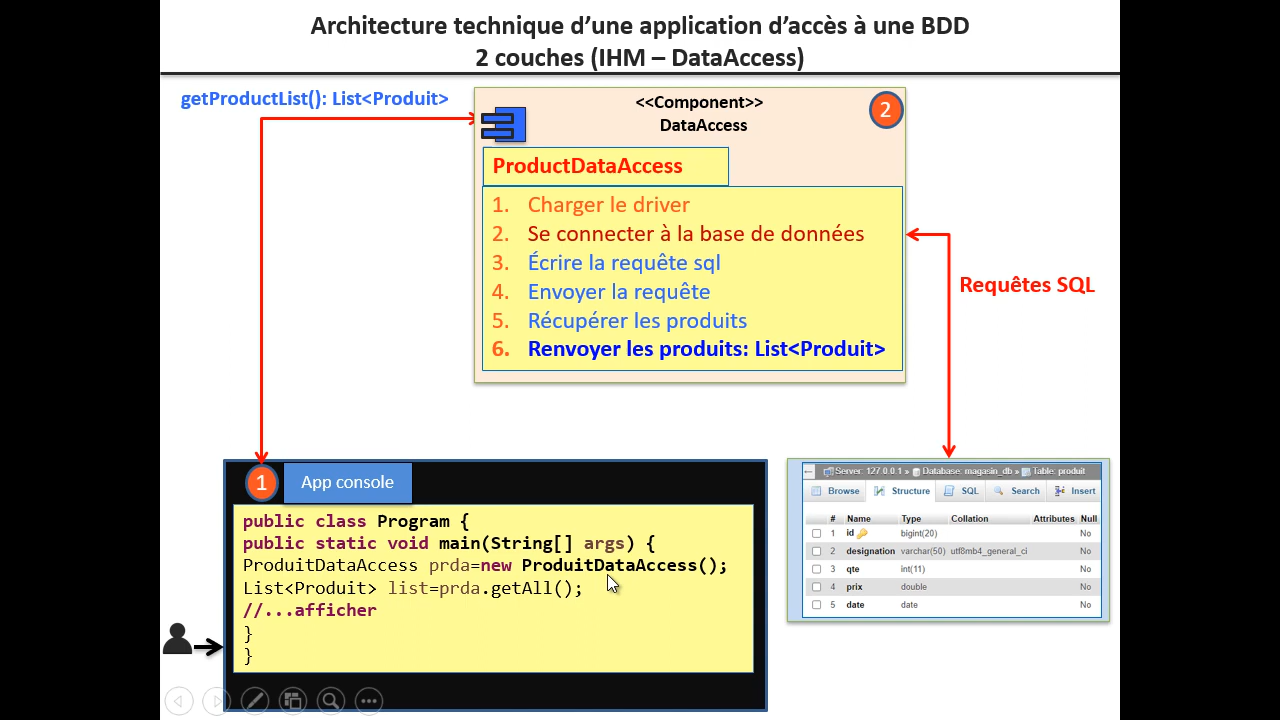 Architecture technique d'une application d'accès à une BDD
2 couches (IHM – DataAccess)
getProductList(): List<Produit>
<<Component>>
DataAccess
2
ProductDataAccess
1. Charger le driver
2. Se connecter à la base de données
3. Écrire la requête sql
4. Envoyer la requête
5. Récupérer les produits
6. Renvoyer les produits: List<Produit>
Requêtes SQL
1
App console
public class Program {
public static void main(String[] args) {
ProduitDataAccess prda=new ProduitDataAccess();
List<Produit> list=prda.getAll();
//...afficher
}
}
Server: 127.0.0.1 » Database: magasin_db » Table: produit
Browse Structure SQL Search Insert
# Name Type Collation Attributes Null
1 id bigint(20) No
2 designation varchar(50) utf8mb4_general_ci No
3 qte int(11) No
4 prix double No
5 date date No